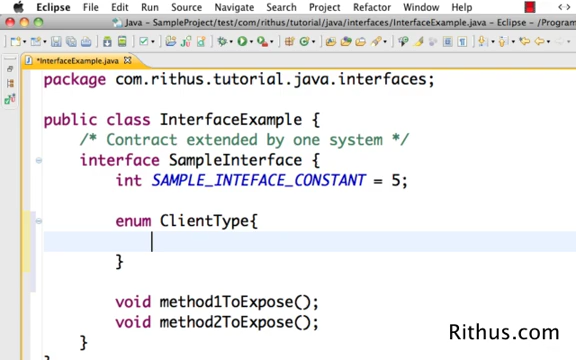 Eclipse File Edit Run Source Navigate Search Project Refactor Window Help
Java - SampleProject/test/com/rithus/tutorial/java/interfaces/InterfaceExample.java - Eclipse - /Program
*InterfaceExample.java
package com.rithus.tutorial.java.interfaces;
public class InterfaceExample {
/* Contract extended by one system */
interface SampleInterface {
int SAMPLE_INTEFACE_CONSTANT = 5;
enum ClientType{
}
void method1ToExpose();
void method2ToExpose();
}
Rithus.com